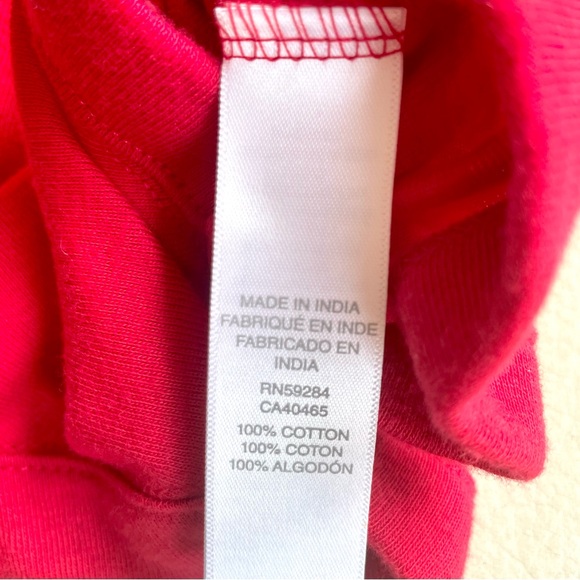 MADE IN INDIA
FABRIQUÉ EN INDE
FABRICADO EN
INDIA
RN59284
CA40465
100% COTTON
100% COTON
100% ALGODÓN